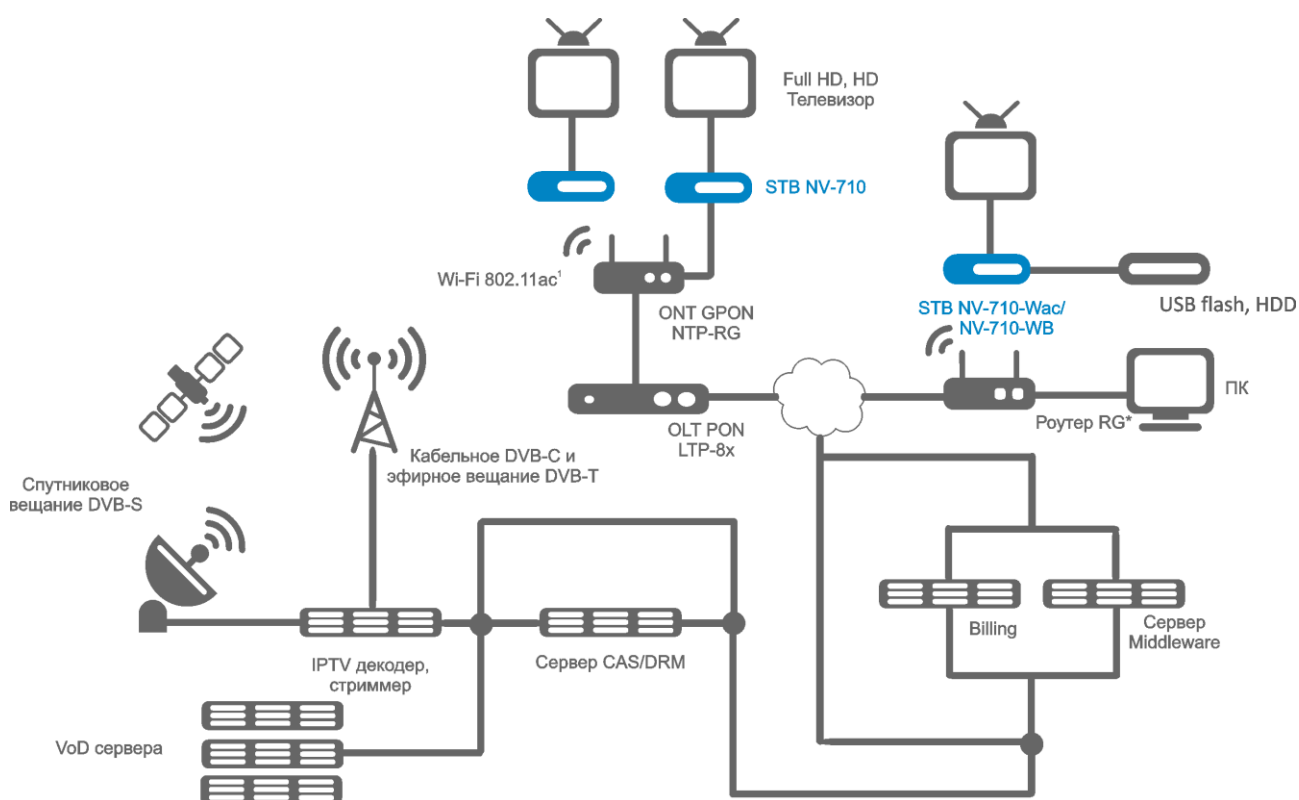 Full HD, HD
Телевизор
STB NV-710
Wi-Fi 802.11ac¹
ONT GPON
NTP-RG
STB NV-710-Wac/
NV-710-WB
USB flash, HDD
ПК
Роутер RG*
OLT PON
LTP-8x
Кабельное DVB-C и
эфирное вещание DVB-T
Спутниковое
вещание DVB-S
IPTV декодер,
стриммер
Сервер CAS/DRM
Billing
Сервер
Middleware
VoD сервера